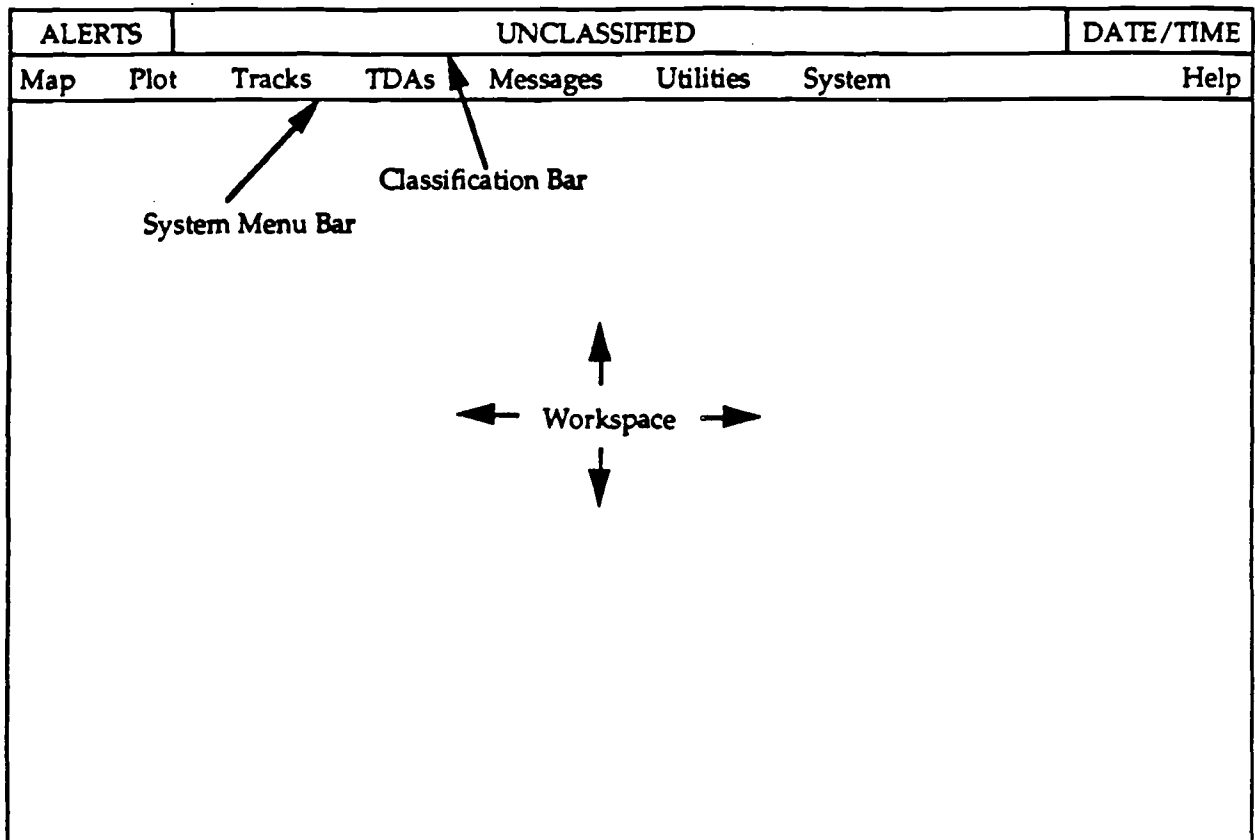 ALERTS UNCLASSIFIED DATE/TIME
Map Plot Tracks TDAs Messages Utilities System Help
Classification Bar
System Menu Bar
Workspace